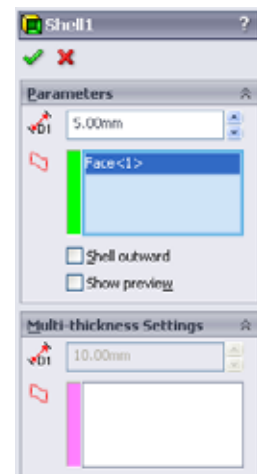 Shell1 ?
Parameters
D1 5.00mm
Face<1>
Shell outward
Show preview
Multi-thickness Settings
D1 10.00mm